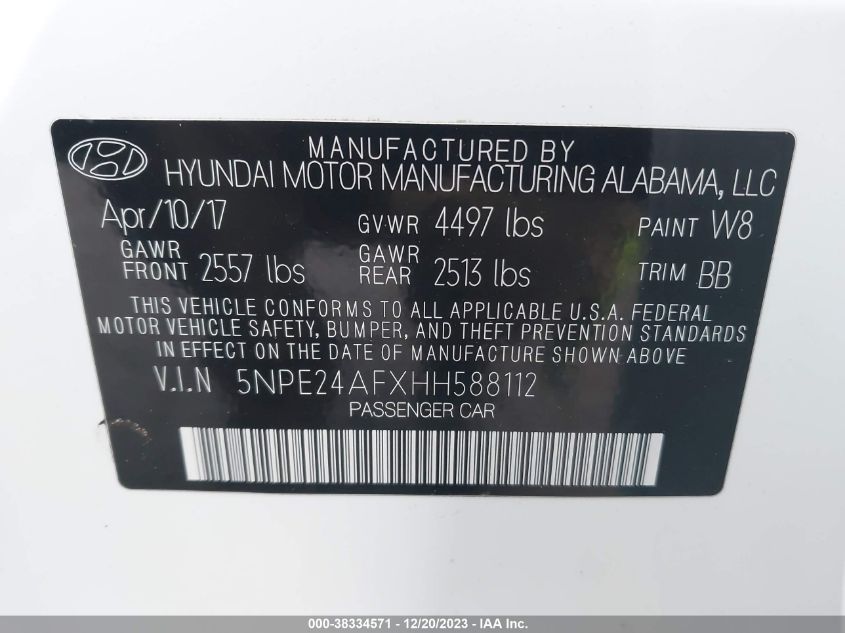 MANUFACTURED BY
HYUNDAI MOTOR MANUFACTURING ALABAMA, LLC
Apr/10/17 GVWR 4497 lbs PAINT W8
GAWR FRONT 2557 lbs GAWR REAR 2513 lbs TRIM BB
THIS VEHICLE CONFORMS TO ALL APPLICABLE U.S.A. FEDERAL
MOTOR VEHICLE SAFETY, BUMPER, AND THEFT PREVENTION STANDARDS
IN EFFECT ON THE DATE OF MANUFACTURE SHOWN ABOVE
V.I.N 5NPE24AFXHH588112
PASSENGER CAR
000-38334571 - 12/20/2023 - IAAI.com